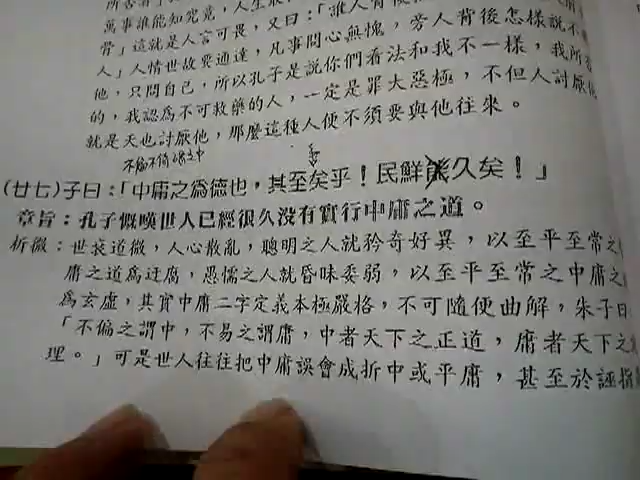 萬事誰能知究竟，人生最
骨」這就是人言可畏，又曰：「誰人背後
人」人情世故要通達，凡事問心無愧，旁人背後怎樣說不
他，只問自己，所以孔子是說你們看法和我不一樣，我所
的，我認為不可救藥的人，一定是罪大惡極，不但人討厭
就是天也討厭他，那麼這種人便不須要與他往來。
不偏不倚
(廿七)子曰：「中庸之為德也，其至矣乎！民鮮能久矣！」
章旨：孔子慨嘆世人已經很久沒有實行中庸之道。
析微：世衰道微，人心散亂，聰明之人就矜奇好異，以至平至常之
庸之道為迂腐，愚懦之人就昏昧委弱，以至平至常之中庸之
為玄虛，其實中庸二字定義本極嚴格，不可隨便曲解，朱子曰
「不偏之謂中，不易之謂庸，中者天下之正道，庸者天下之
理。」可是世人往往把中庸誤會成折中或平庸，甚至於誣指